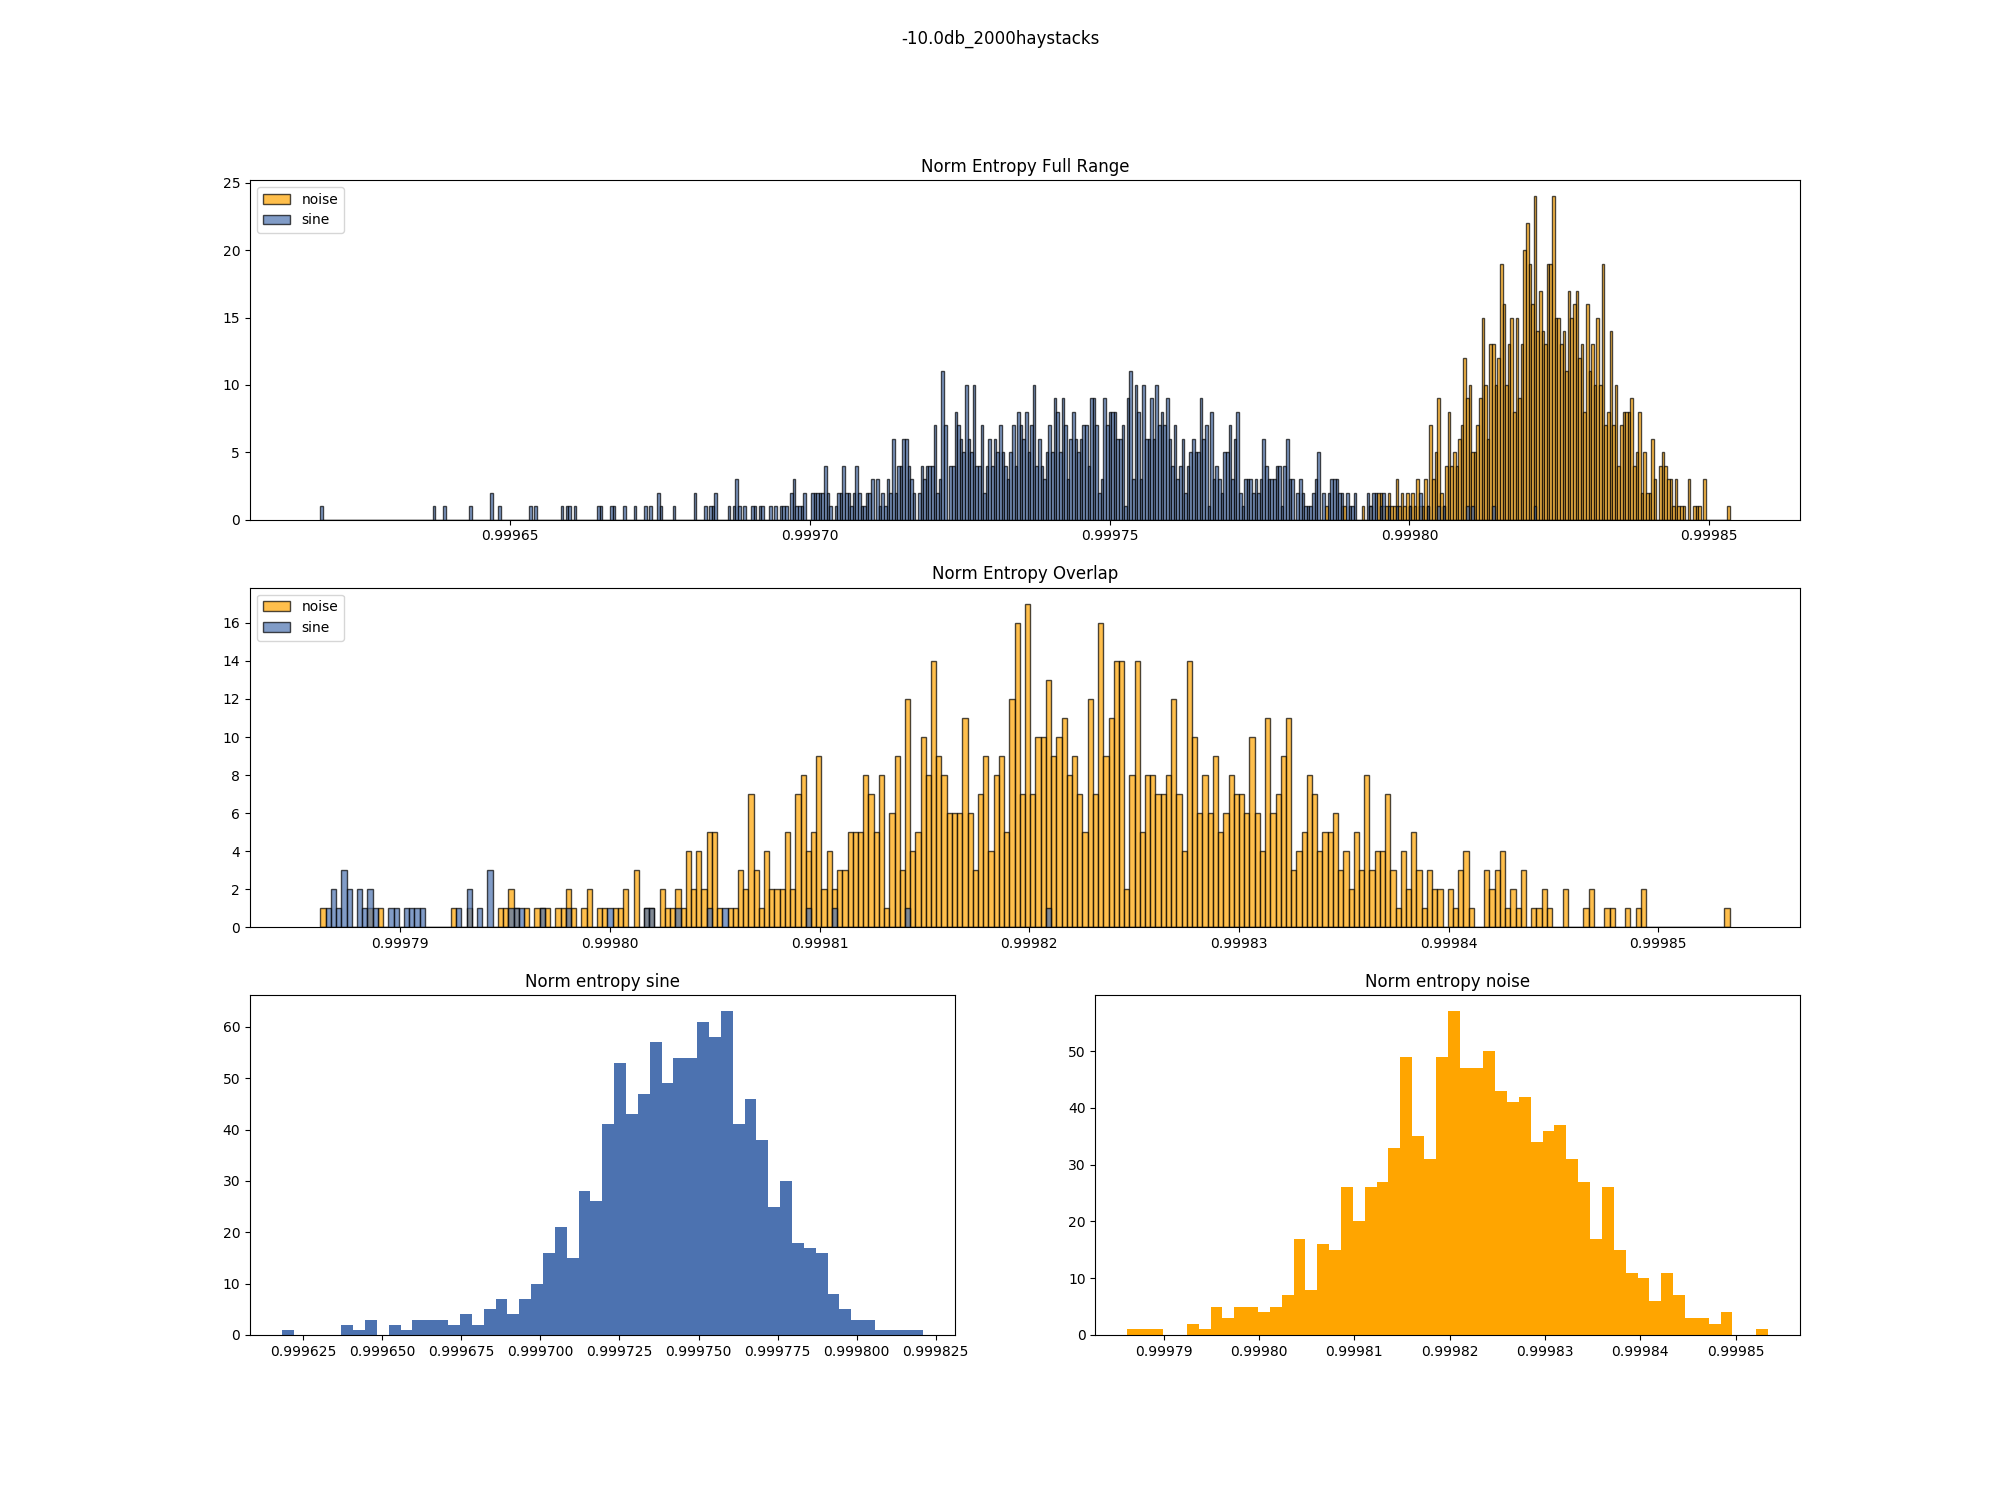 -10.0db_2000haystacks
Norm Entropy Full Range
25
20
15
10
5
0
noise
sine
0.99965 0.99970 0.99975 0.99980 0.99985
Norm Entropy Overlap
16
14
12
10
8
6
4
2
0
noise
sine
0.99979 0.99980 0.99981 0.99982 0.99983 0.99984 0.99985
Norm entropy sine
60
50
40
30
20
10
0
0.999625 0.999650 0.999675 0.999700 0.999725 0.999750 0.999775 0.999800 0.999825
Norm entropy noise
50
40
30
20
10
0
0.99979 0.99980 0.99981 0.99982 0.99983 0.99984 0.99985